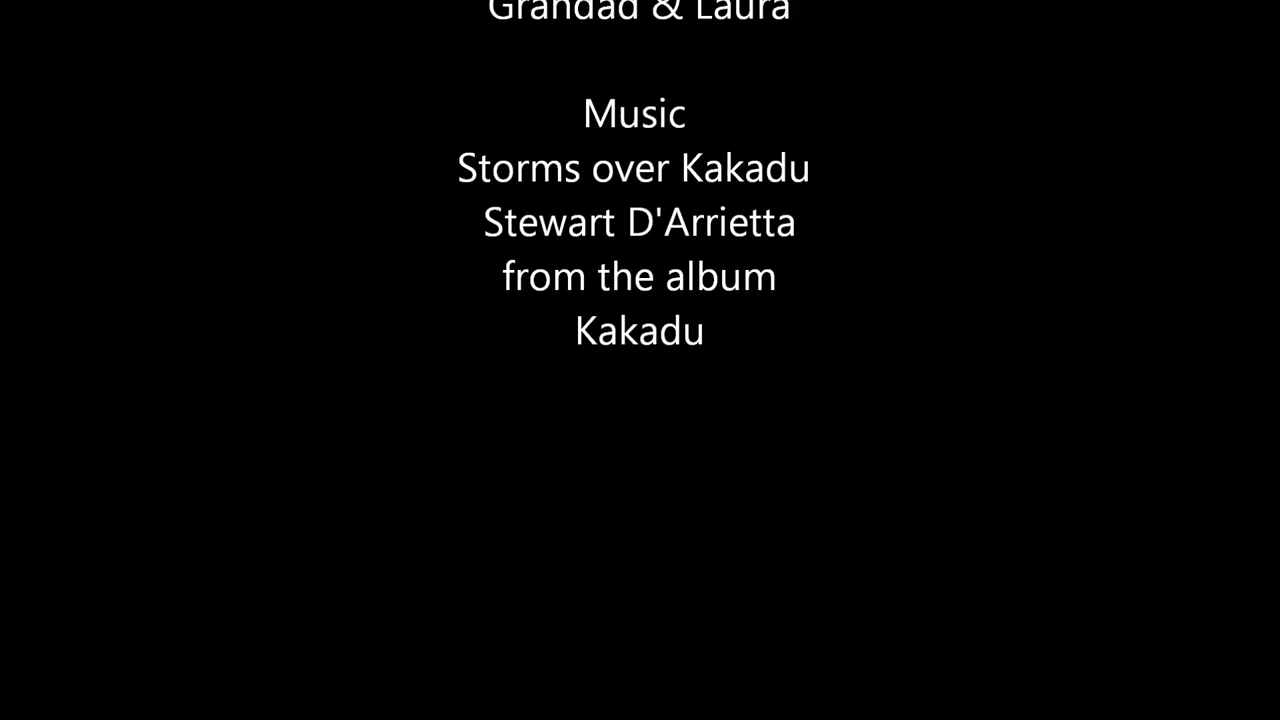 Grandad & Laura
Music
Storms over Kakadu
Stewart D'Arrietta
from the album
Kakadu